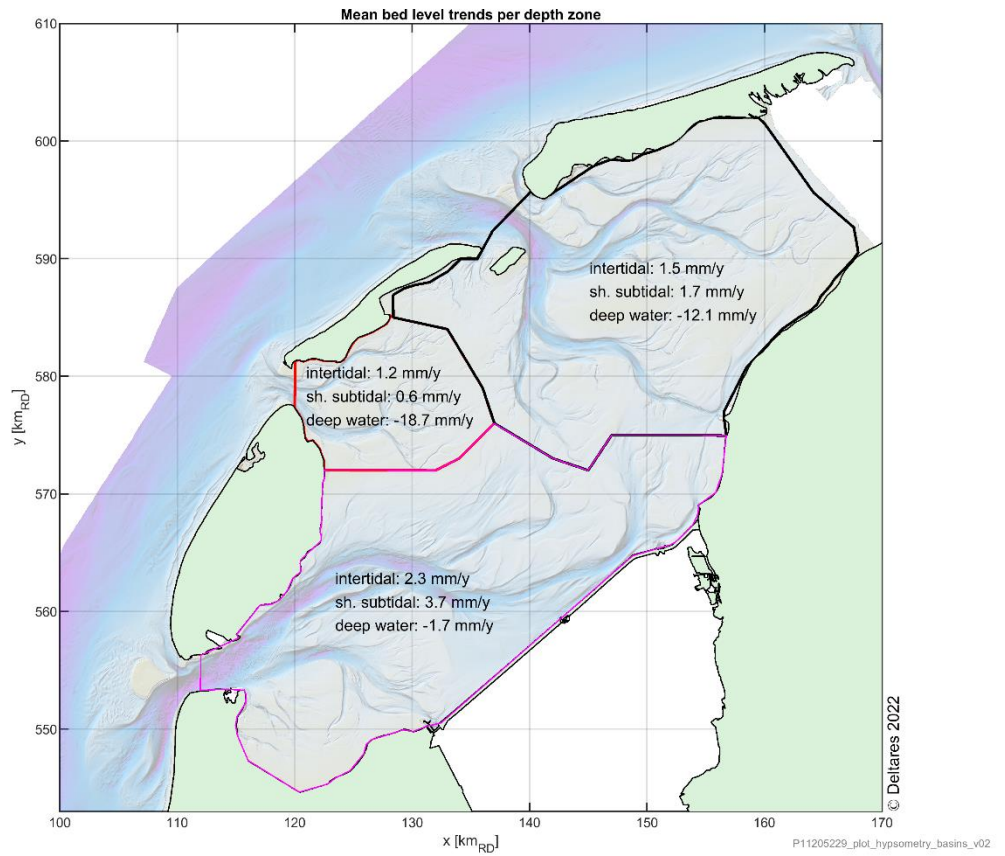 Mean bed level trends per depth zone
610
600
590
580
570
560
550
y [km_RD]
intertidal: 1.5 mm/y
sh. subtidal: 1.7 mm/y
deep water: -12.1 mm/y
intertidal: 1.2 mm/y
sh. subtidal: 0.6 mm/y
deep water: -18.7 mm/y
intertidal: 2.3 mm/y
sh. subtidal: 3.7 mm/y
deep water: -1.7 mm/y
© Deltares 2022
100 110 120 130 140 150 160 170
x [km_RD]
P11205229_plot_hypsometry_basins_v02